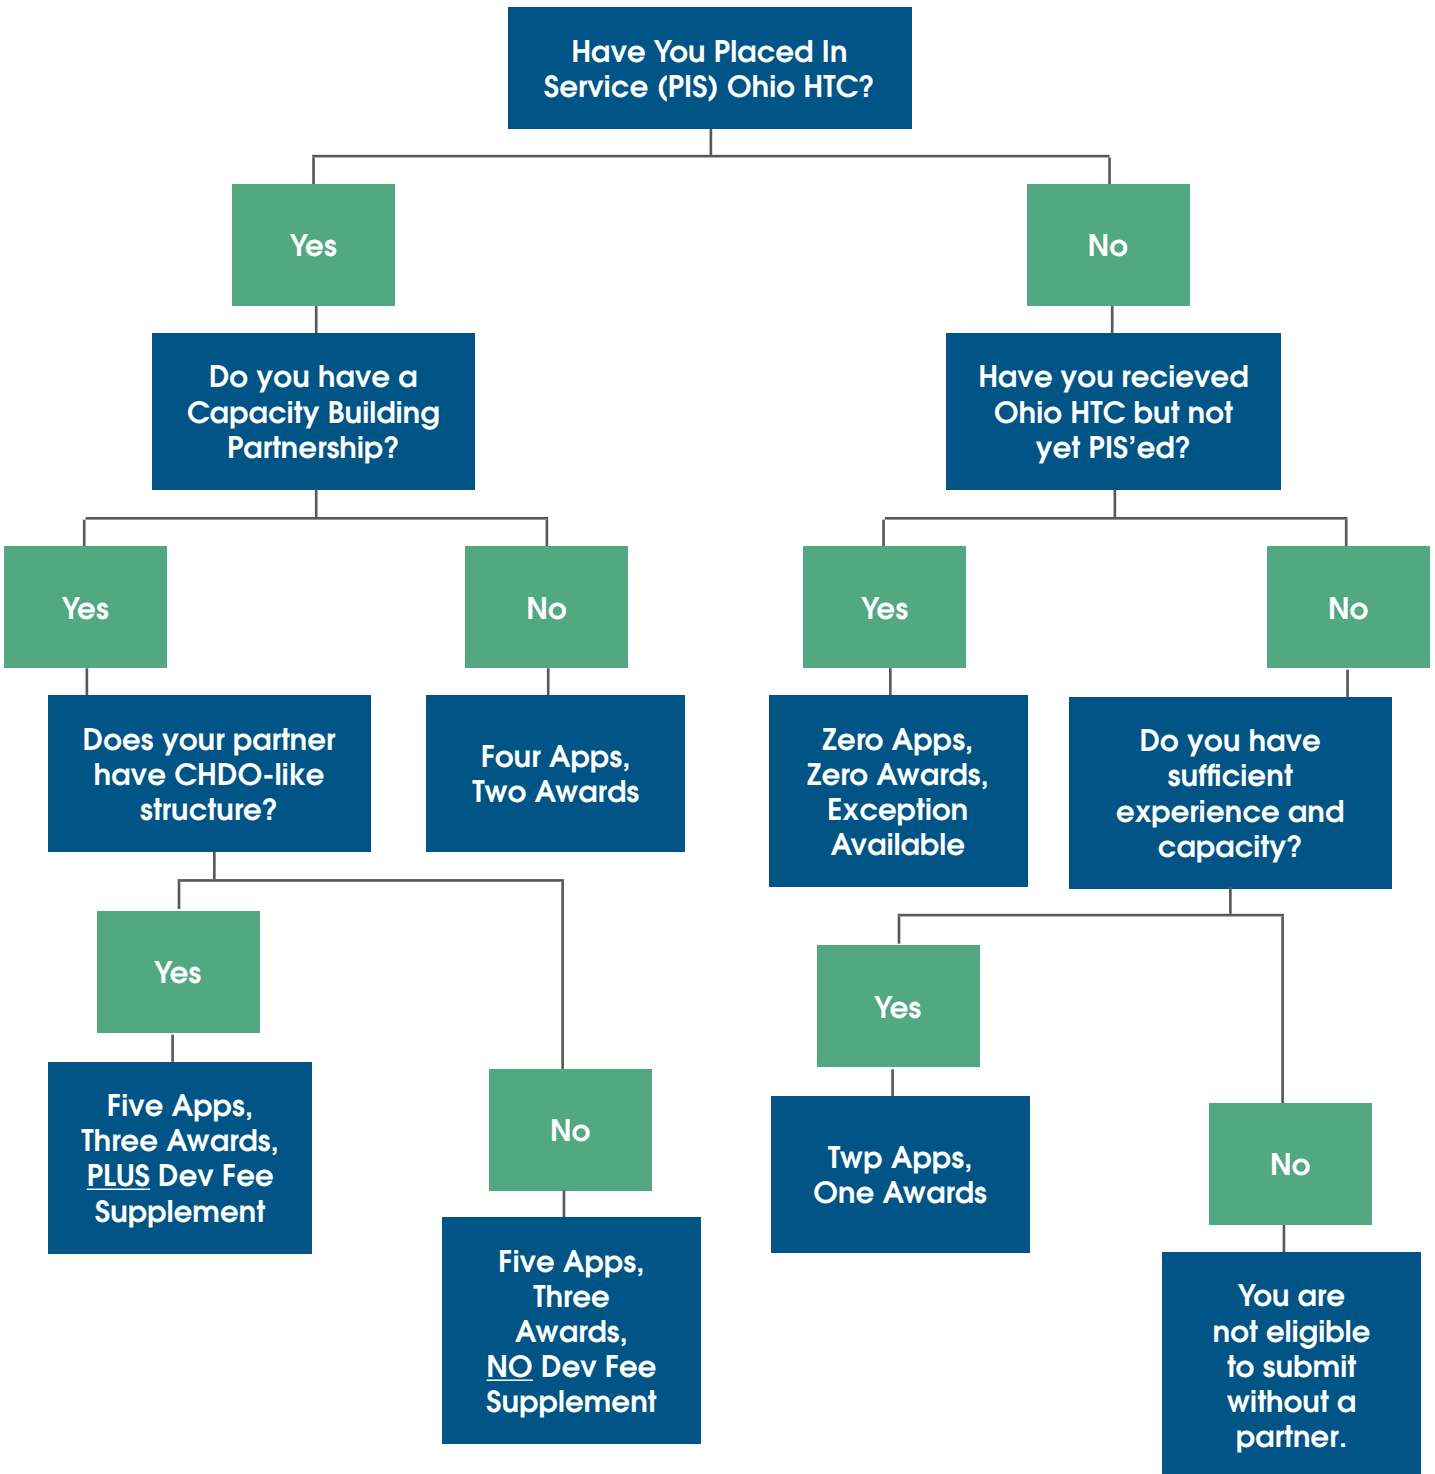 Have You Placed In
Service (PIS) Ohio HTC?
Yes
No
Do you have a
Capacity Building
Partnership?
Have you recieved
Ohio HTC but not
yet PIS’ed?
Yes
No
Yes
No
Does your partner
have CHDO-like
structure?
Four Apps,
Two Awards
Zero Apps,
Zero Awards,
Exception
Available
Do you have
sufficient
experience and
capacity?
Yes
Yes
Five Apps,
Three Awards,
PLUS Dev Fee
Supplement
No
Twp Apps,
One Awards
No
Five Apps,
Three
Awards,
NO Dev Fee
Supplement
You are
not eligible
to submit
without a
partner.